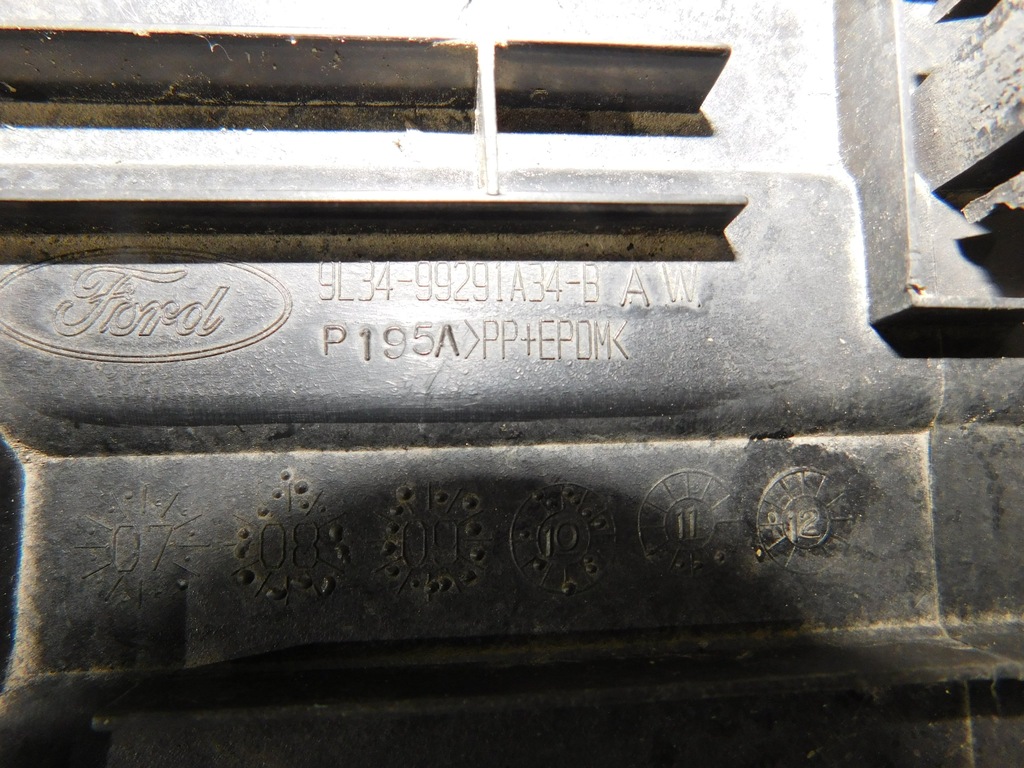 Ford
9L34-99291A34-B A W.
P195A>PP+EPDM<
07 08 09 10 11 12